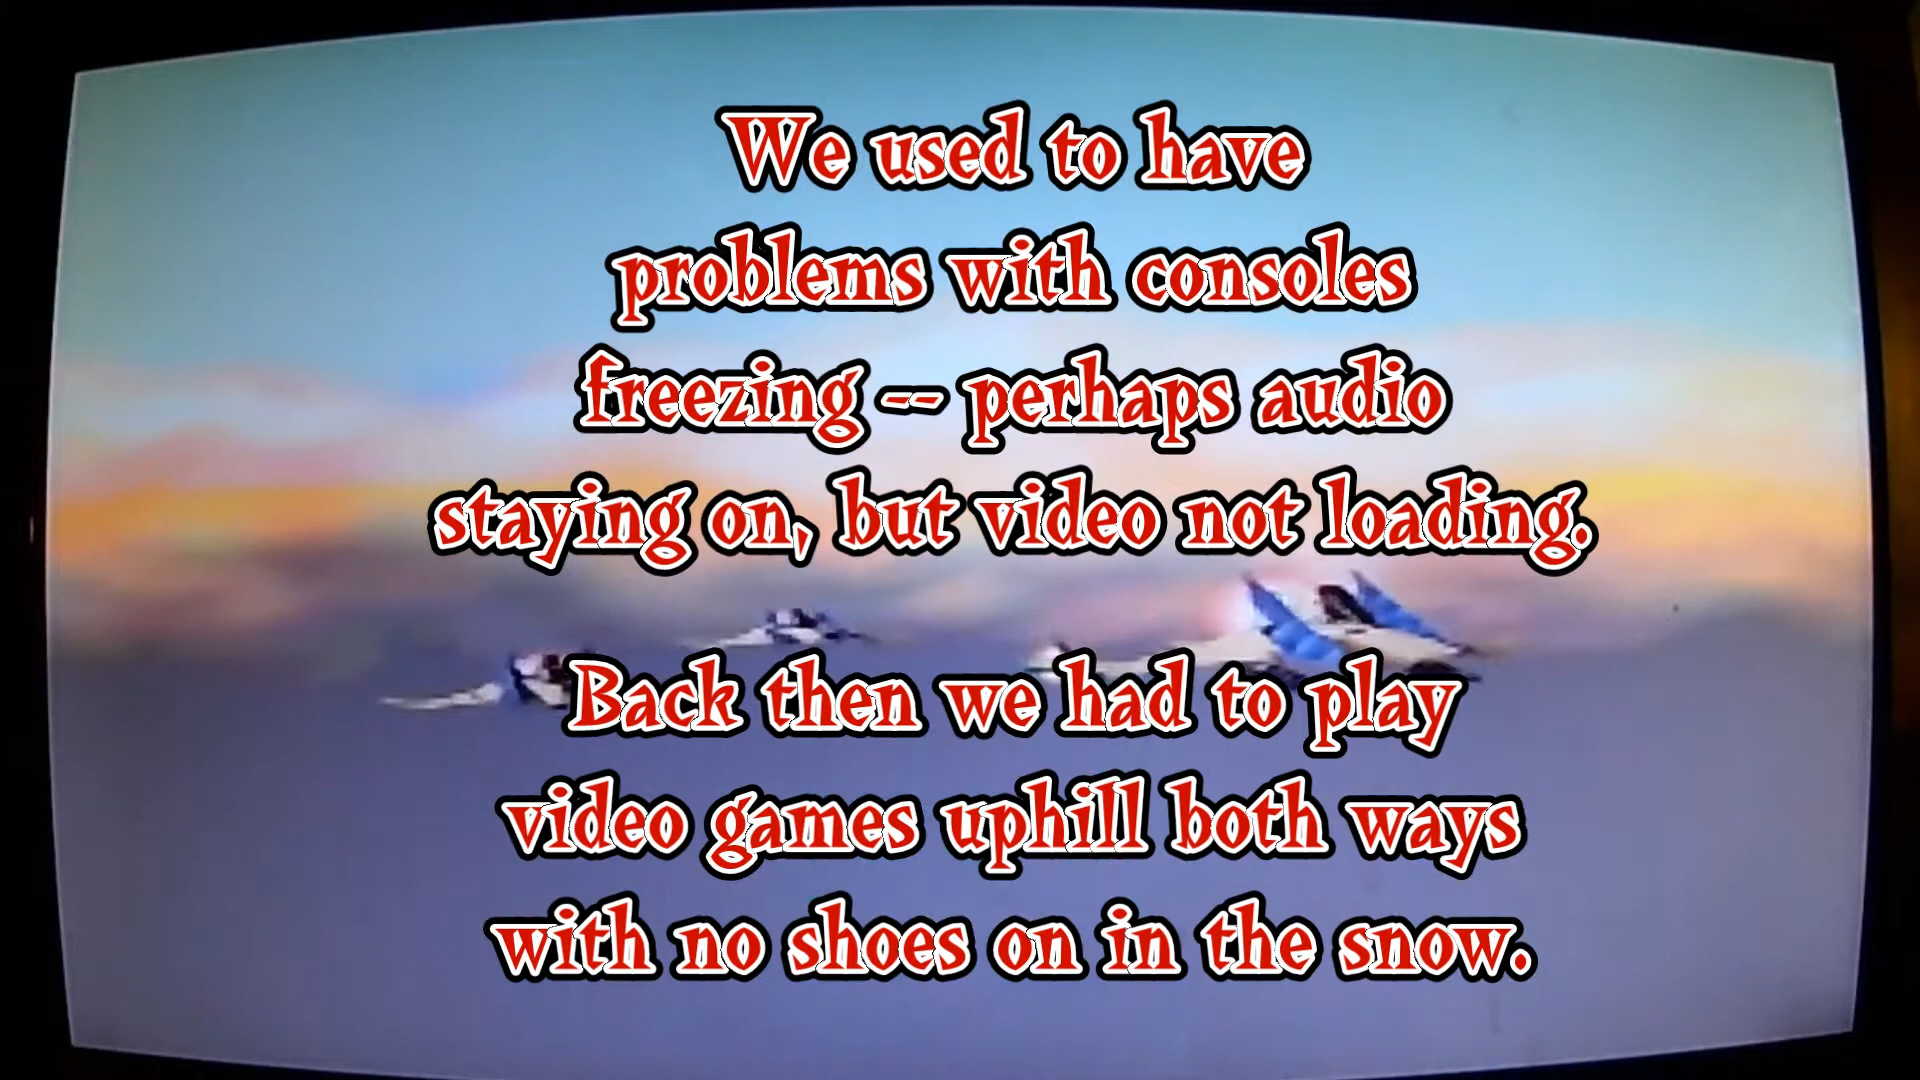 We used to have
problems with consoles
freezing -- perhaps audio
staying on, but video not loading.
Back then we had to play
video games uphill both ways
with no shoes on in the snow.